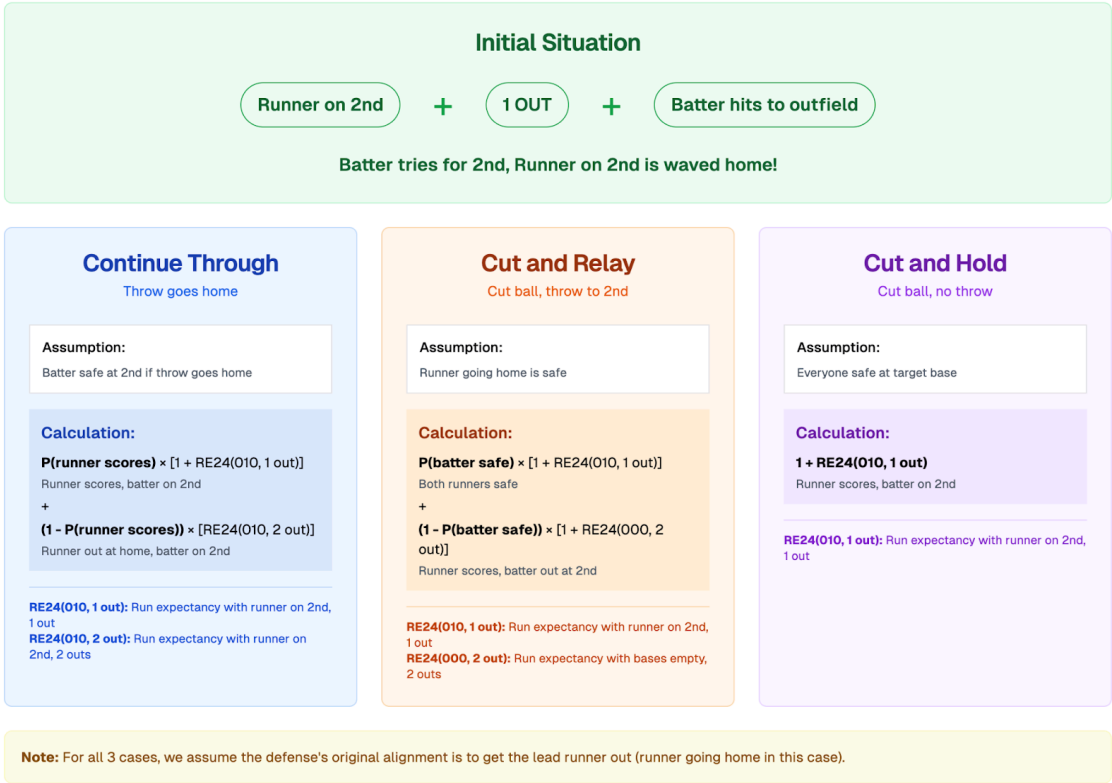 Initial Situation
Runner on 2nd + 1 OUT + Batter hits to outfield
Batter tries for 2nd, Runner on 2nd is waved home!
Continue Through
Throw goes home
Assumption:
Batter safe at 2nd if throw goes home
Calculation:
P(runner scores) × [1 + RE24(010, 1 out)]
Runner scores, batter on 2nd
+
(1 - P(runner scores)) × [RE24(010, 2 out)]
Runner out at home, batter on 2nd
RE24(010, 1 out): Run expectancy with runner on 2nd,
1 out
RE24(010, 2 out): Run expectancy with runner on
2nd, 2 outs
Cut and Relay
Cut ball, throw to 2nd
Assumption:
Runner going home is safe
Calculation:
P(batter safe) × [1 + RE24(010, 1 out)]
Both runners safe
+
(1 - P(batter safe)) × [1 + RE24(000, 2
out)]
Runner scores, batter out at 2nd
RE24(010, 1 out): Run expectancy with runner on 2nd,
1 out
RE24(000, 2 out): Run expectancy with bases empty,
2 outs
Cut and Hold
Cut ball, no throw
Assumption:
Everyone safe at target base
Calculation:
1 + RE24(010, 1 out)
Runner scores, batter on 2nd
RE24(010, 1 out): Run expectancy with runner on 2nd,
1 out
Note: For all 3 cases, we assume the defense's original alignment is to get the lead runner out (runner going home in this case).